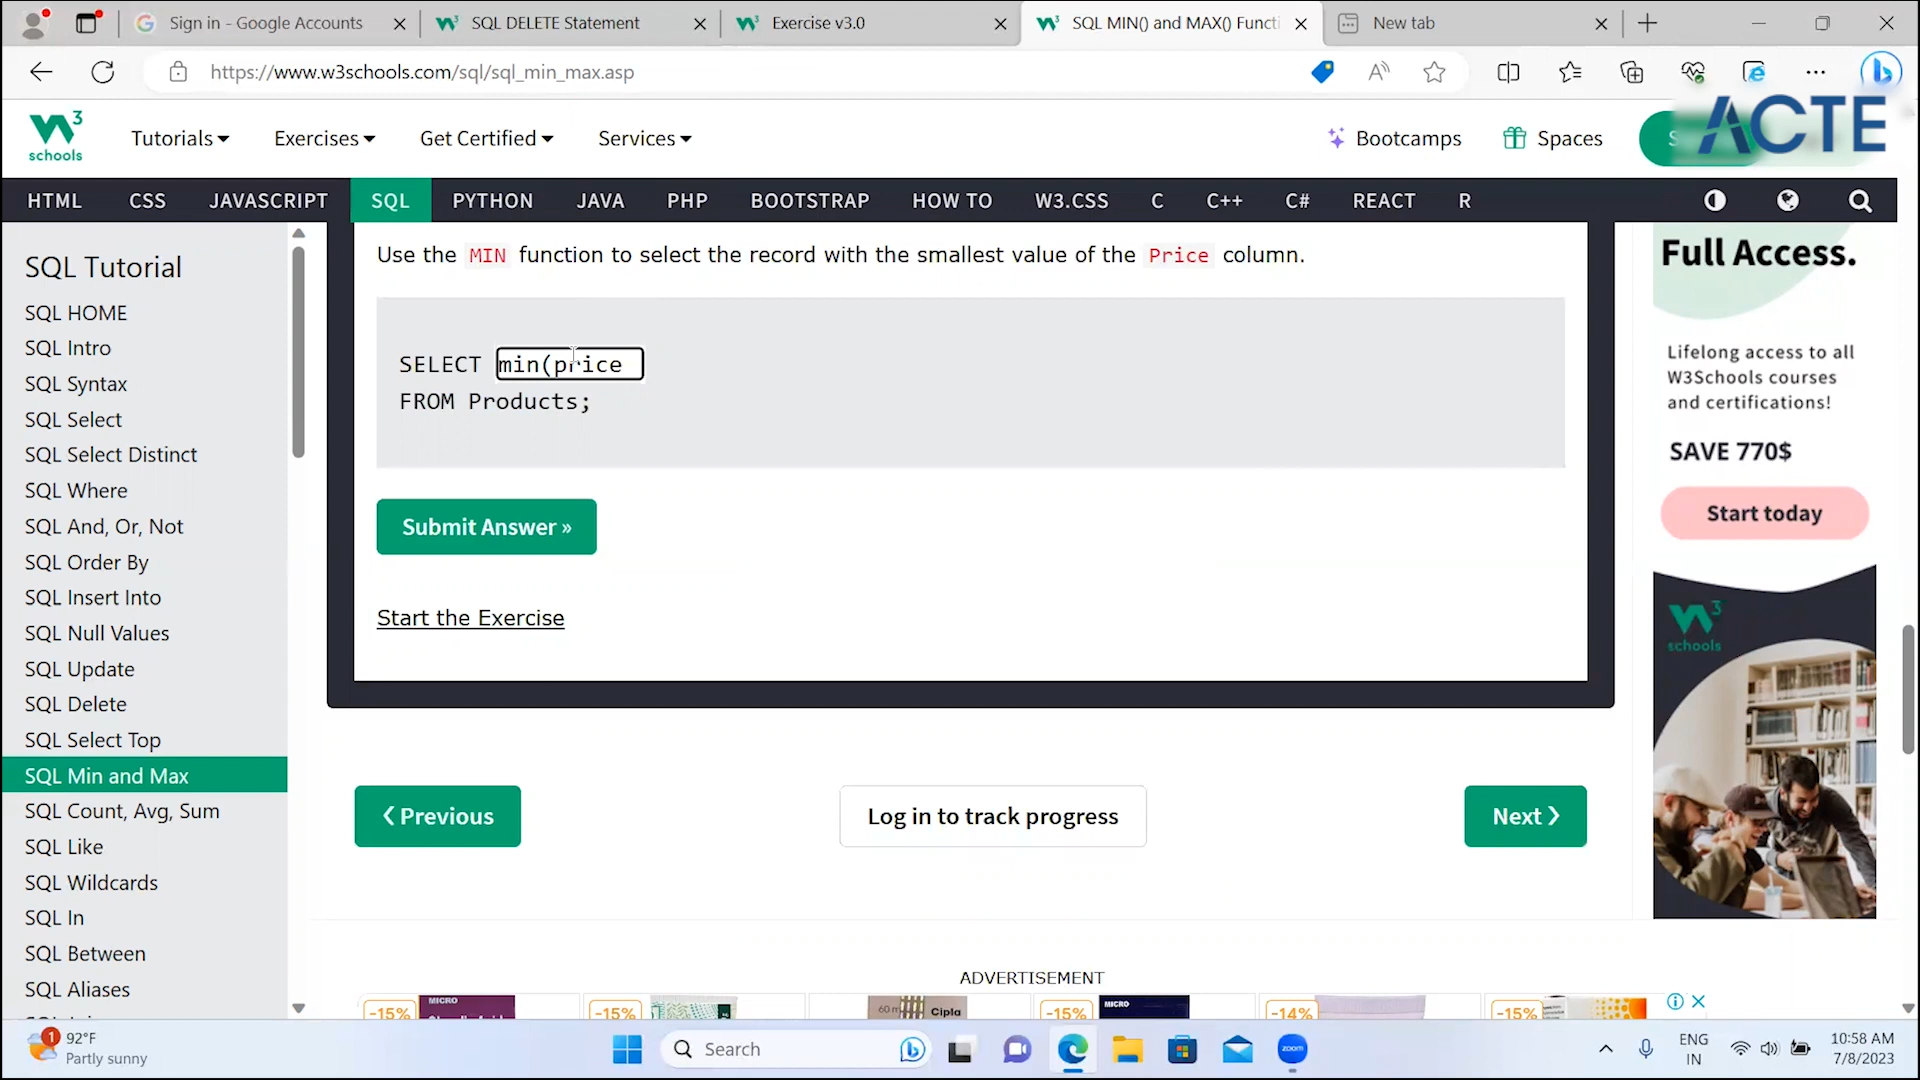 Sign in - Google Accounts
SQL DELETE Statement
Exercise v3.0
SQL MIN() and MAX() Functi
New tab
https://www.w3schools.com/sql/sql_min_max.asp
ACTE
W3
schools
Tutorials
Exercises
Get Certified
Services
Bootcamps
Spaces
HTML
CSS
JAVASCRIPT
SQL
PYTHON
JAVA
PHP
BOOTSTRAP
HOW TO
W3.CSS
C
C++
C#
REACT
R
SQL Tutorial
SQL HOME
SQL Intro
SQL Syntax
SQL Select
SQL Select Distinct
SQL Where
SQL And, Or, Not
SQL Order By
SQL Insert Into
SQL Null Values
SQL Update
SQL Delete
SQL Select Top
SQL Min and Max
SQL Count, Avg, Sum
SQL Like
SQL Wildcards
SQL In
SQL Between
SQL Aliases
Use the MIN function to select the record with the smallest value of the Price column.
SELECT min(price
FROM Products;
Submit Answer »
Start the Exercise
❮ Previous
Log in to track progress
Next ❯
Full Access.
Lifelong access to all
W3Schools courses
and certifications!
SAVE 770$
Start today
W3
schools
ADVERTISEMENT
-15%
MICRO
-15%
60 m
Cipla
-15%
MICRO
-14%
-15%
1
92°F
Partly sunny
Search
zoom
ENG
IN
10:58 AM
7/8/2023